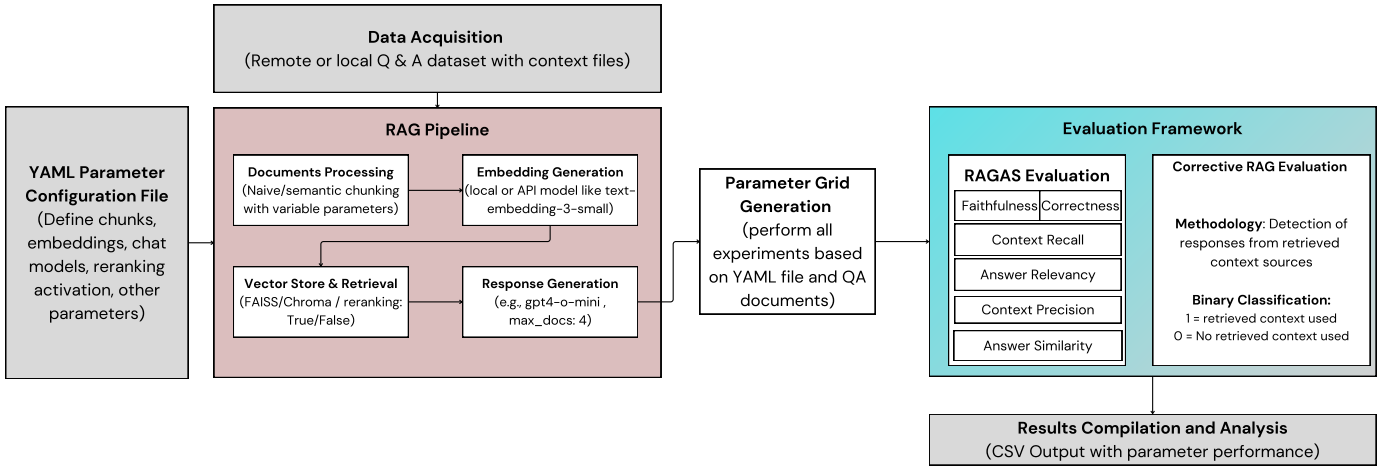 Data Acquisition
(Remote or local Q & A dataset with context files)
YAML Parameter
Configuration File
(Define chunks,
embeddings, chat
models, reranking
activation, other
parameters)
RAG Pipeline
Documents Processing
(Naive/semantic chunking
with variable parameters)
Embedding Generation
(local or API model like text-
embedding-3-small)
Vector Store & Retrieval
(FAISS/Chroma / reranking:
True/False)
Response Generation
(e.g., gpt4-o-mini ,
max_docs: 4)
Parameter Grid
Generation
(perform all
experiments based
on YAML file and QA
documents)
Evaluation Framework
RAGAS Evaluation
Faithfulness
Correctness
Context Recall
Answer Relevancy
Context Precision
Answer Similarity
Corrective RAG Evaluation
Methodology: Detection of
responses from retrieved
context sources
Binary Classification:
1 = retrieved context used
0 = No retrieved context used
Results Compilation and Analysis
(CSV Output with parameter performance)